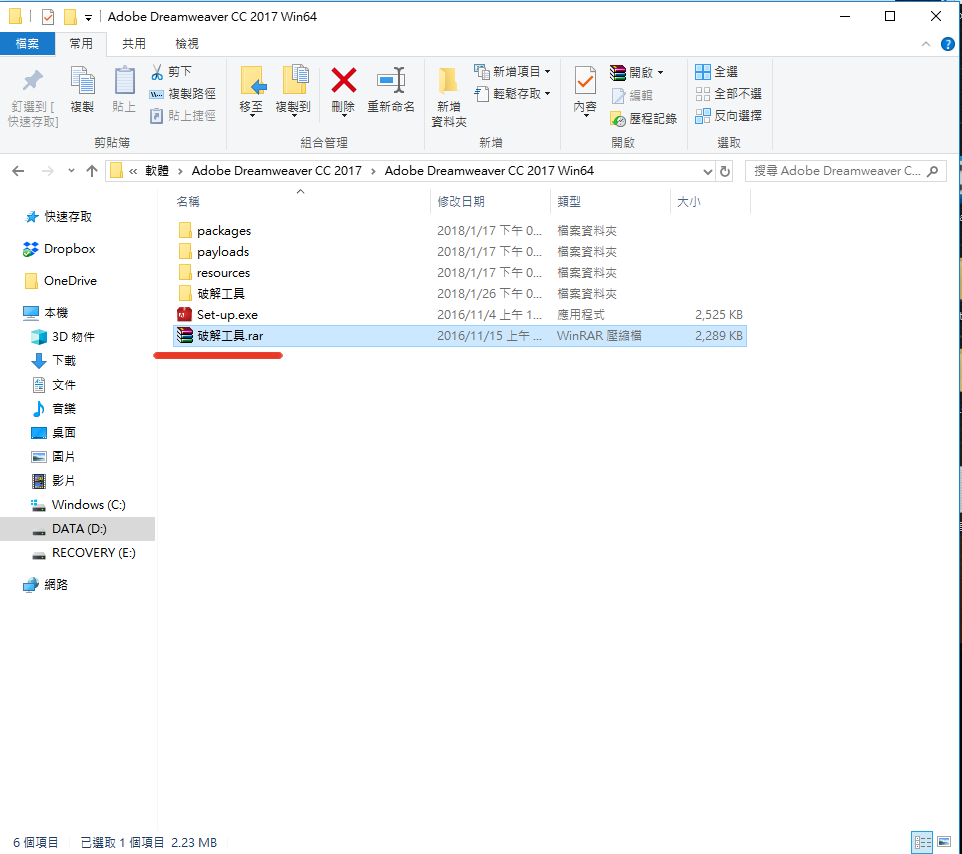 Adobe Dreamweaver CC 2017 Win64
檔案 常用 共用 檢視
釘選到 [
快速存取]
複製
貼上
剪下
複製路徑
貼上捷徑
剪貼簿
移至
複製到
刪除
重新命名
組合管理
新增
資料夾
新增項目
輕鬆存取
新增
內容
開啟
編輯
歷程記錄
開啟
全選
全部不選
反向選擇
選取
« 軟體 › Adobe Dreamweaver CC 2017 › Adobe Dreamweaver CC 2017 Win64
搜尋 Adobe Dreamweaver C...
快速存取
Dropbox
OneDrive
本機
3D 物件
下載
文件
音樂
桌面
圖片
影片
Windows (C:)
DATA (D:)
RECOVERY (E:)
網路
名稱 修改日期 類型 大小
packages 2018/1/17 下午 0... 檔案資料夾
payloads 2018/1/17 下午 0... 檔案資料夾
resources 2018/1/17 下午 0... 檔案資料夾
破解工具 2018/1/26 下午 0... 檔案資料夾
Set-up.exe 2016/11/4 上午 1... 應用程式 2,525 KB
破解工具.rar 2016/11/15 上午 ... WinRAR 壓縮檔 2,289 KB
6 個項目 已選取 1 個項目 2.23 MB